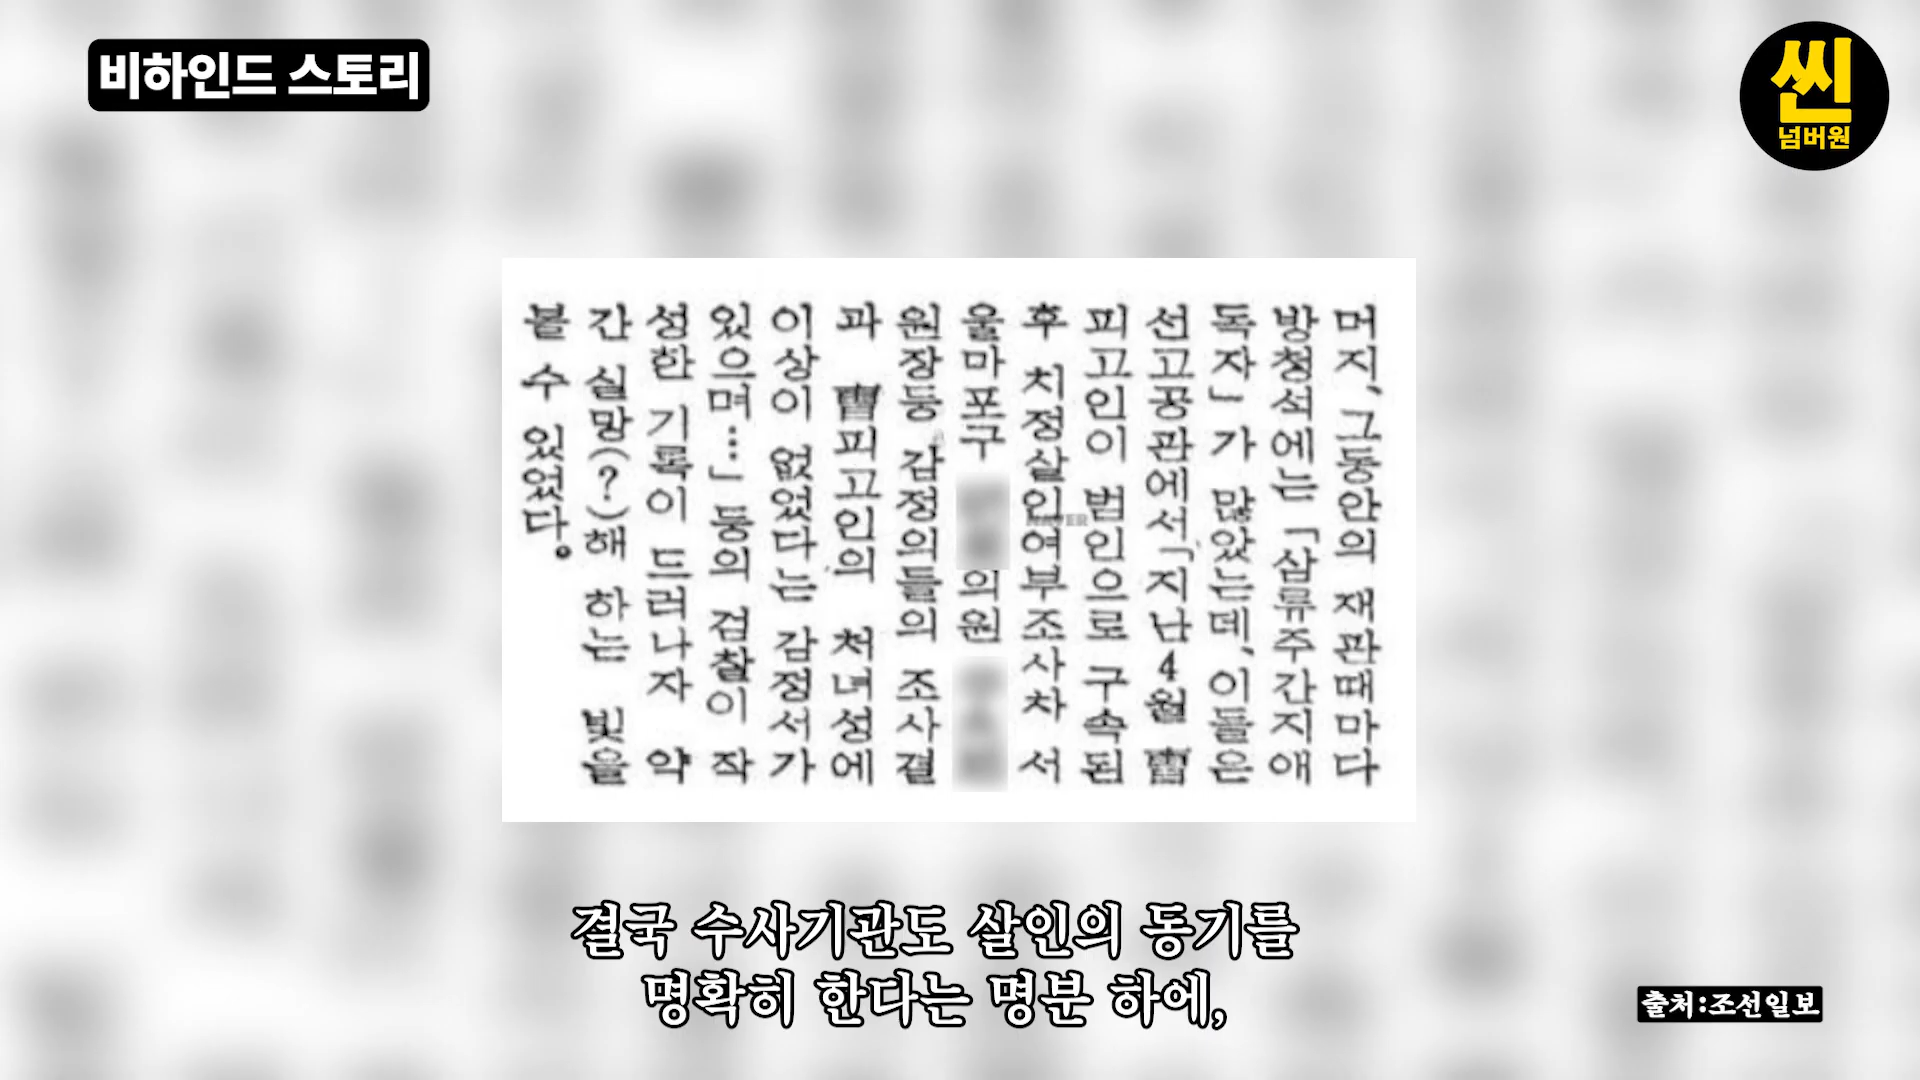 비하인드 스토리
씬
넘버원
머지、그동안의 재판때마다
방청석에는「삼류주간지애
독자」가 많았는데、이들은
선고공판에서「지난4월 曺
피고인이 범인으로 구속된
후 치정살인여부조사차 서
울마포구 의원
원장등 감정의들의 조사결
과 曺피고인의 처녀성에
이상이 없었다는 감정서가
있으며…」등의 검찰이 작
성한 기록이 드러나자 약
간 실망(?)해 하는 빛을
볼 수 있었다。
NAVER
결국 수사기관도 살인의 동기를
명확히 한다는 명분 하에,
출처:조선일보